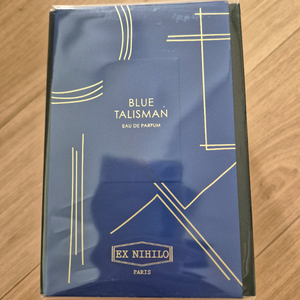 BLUE
TALISMAN
EAU DE PARFUM
EX NIHILO
PARIS